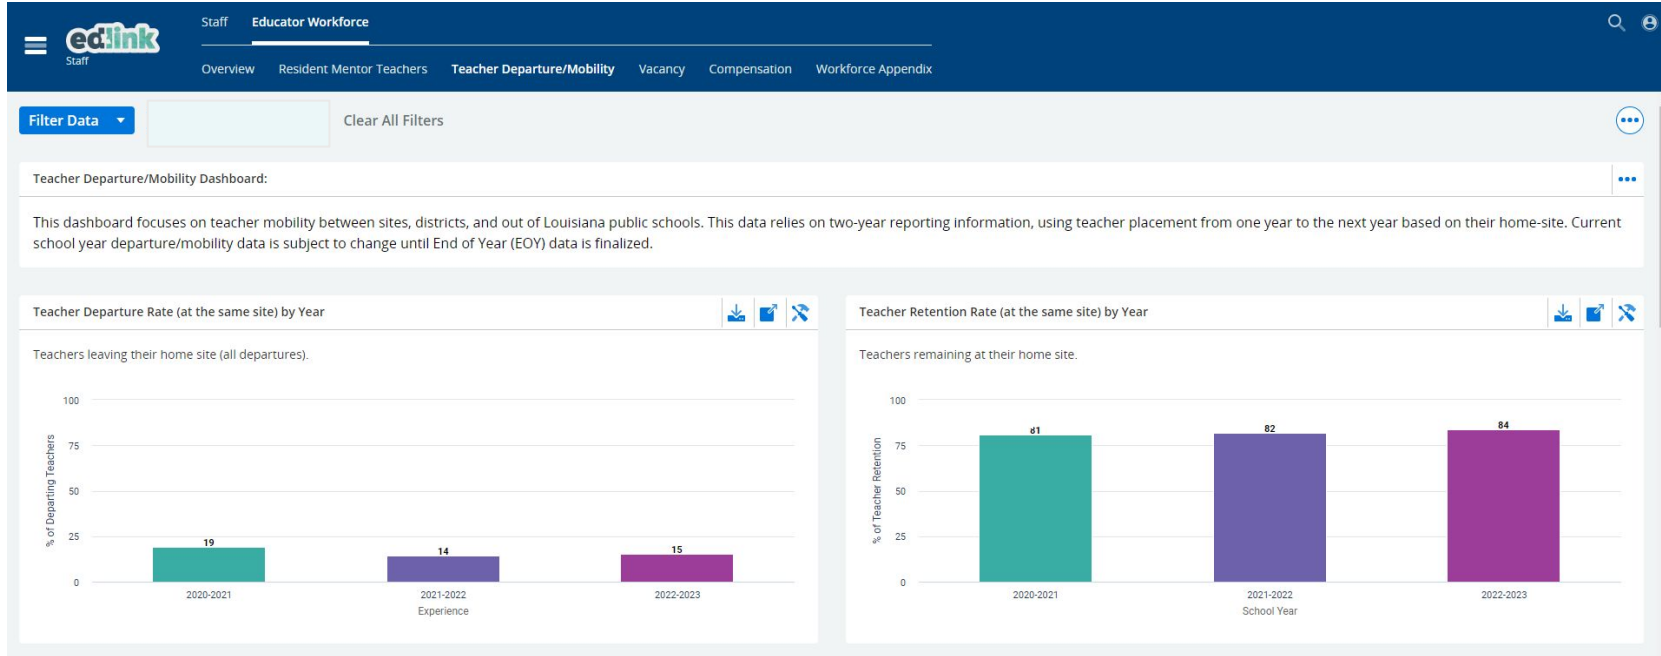 Staff Educator Workforce
ed:link
Staff
Overview Resident Mentor Teachers Teacher Departure/Mobility Vacancy Compensation Workforce Appendix
Filter Data Clear All Filters
Teacher Departure/Mobility Dashboard:
This dashboard focuses on teacher mobility between sites, districts, and out of Louisiana public schools. This data relies on two-year reporting information, using teacher placement from one year to the next year based on their home-site. Current
school year departure/mobility data is subject to change until End of Year (EOY) data is finalized.
Teacher Departure Rate (at the same site) by Year
Teachers leaving their home site (all departures).
% of Departing Teachers
100
75
50
25
0
19
14
15
2020-2021
2021-2022
2022-2023
Experience
Teacher Retention Rate (at the same site) by Year
Teachers remaining at their home site.
% of Teacher Retention
100
75
50
25
0
81
82
84
2020-2021
2021-2022
2022-2023
School Year